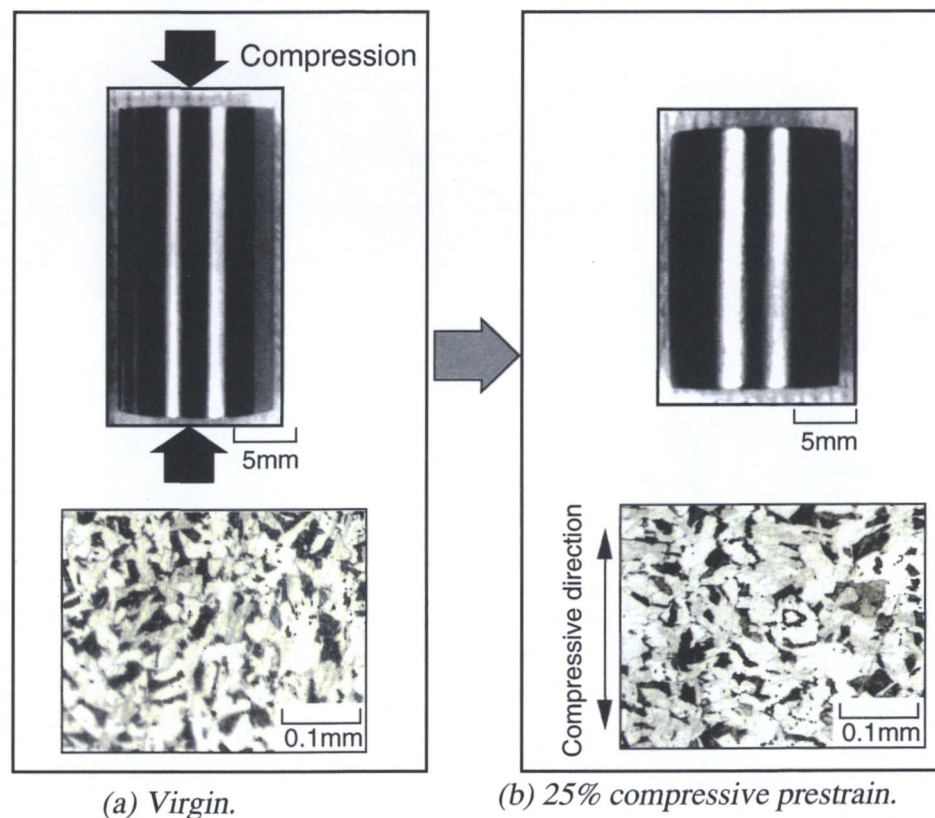 Compression
5mm
5mm
Compressive direction
0.1mm
0.1mm
(a) Virgin.
(b) 25% compressive prestrain.